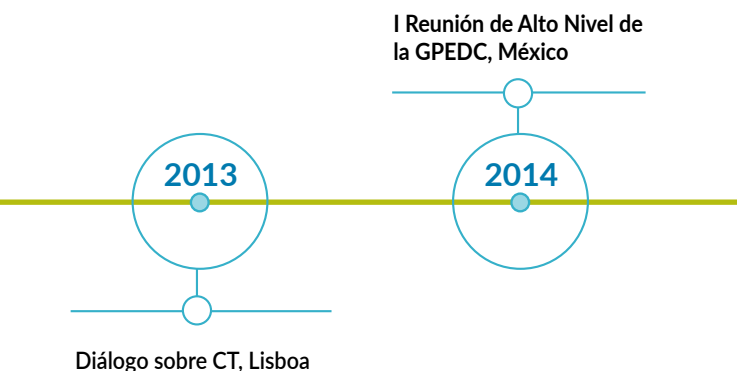 I Reunión de Alto Nivel de
la GPEDC, México
2013
2014
Diálogo sobre CT, Lisboa